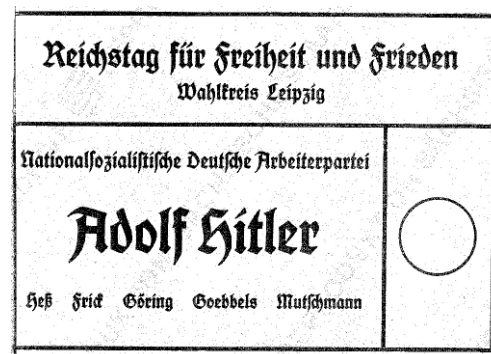 Reichstag für Freiheit und Frieden
Wahlkreis Leipzig
Nationalsozialistische Deutsche Arbeiterpartei
Adolf Hitler
Heß Frick Göring Goebbels Mutschmann